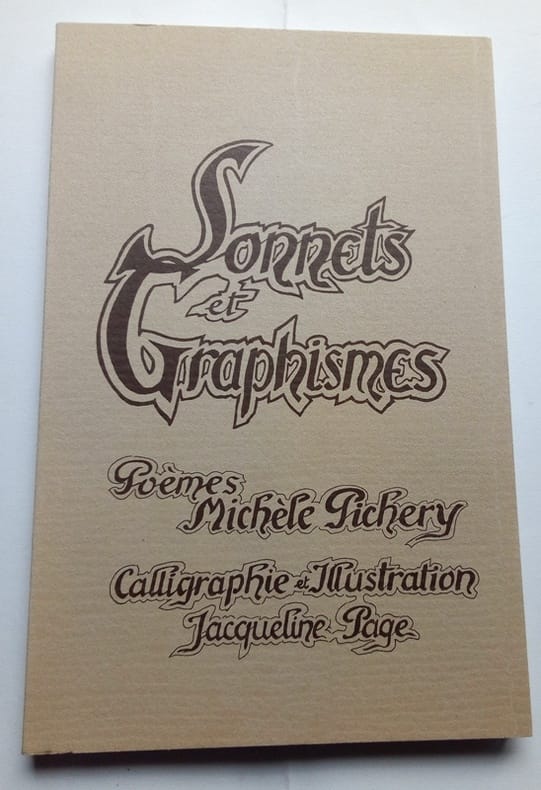 Sonnets
et
Graphismes
Poèmes
Michèle Pichery
Calligraphie et Illustration
Jacqueline Page